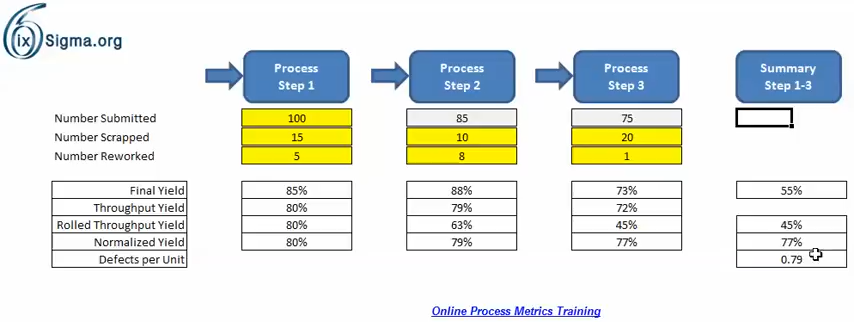 6ix Sigma.org
Process Step 1
Process Step 2
Process Step 3
Summary Step 1-3
Number Submitted 100 85 75
Number Scrapped 15 10 20
Number Reworked 5 8 1
Final Yield 85% 88% 73% 55%
Throughput Yield 80% 79% 72%
Rolled Throughput Yield 80% 63% 45% 45%
Normalized Yield 80% 79% 77% 77%
Defects per Unit 0.79
Online Process Metrics Training